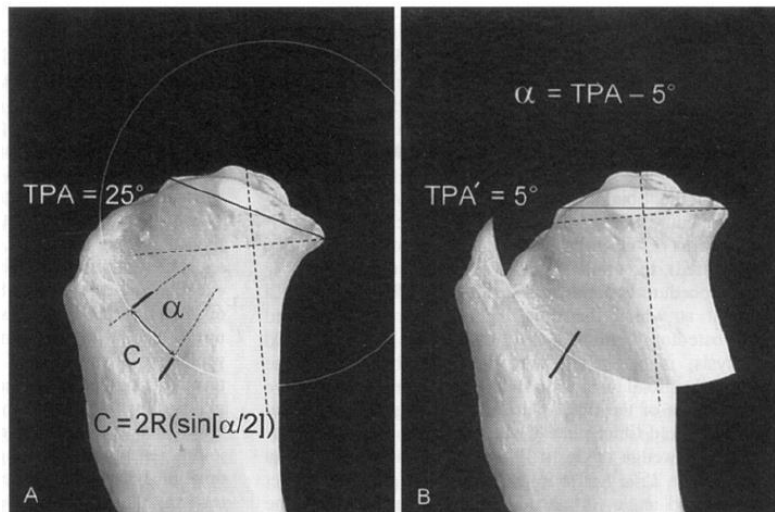 TPA = 25°
α
C
C = 2R(sin[α/2])
A
α = TPA – 5°
TPA´ = 5°
B